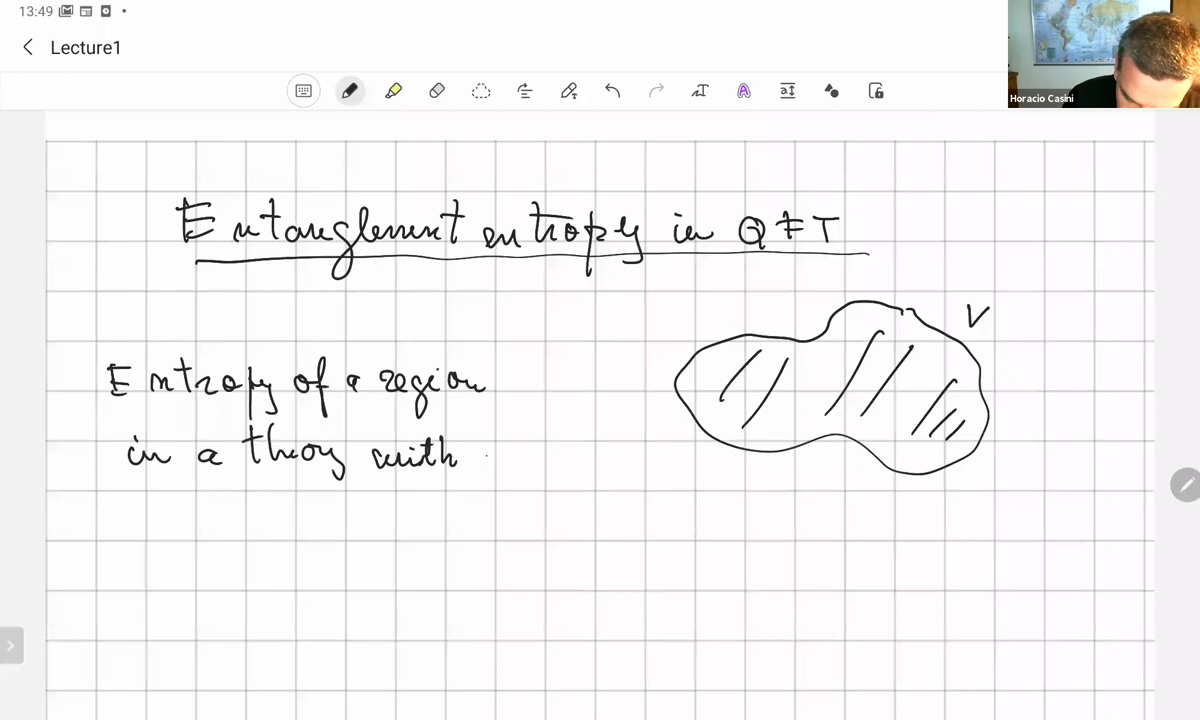 13:49
Lecture1
Horacio Casini
Entanglement entropy in QFT
V
Entropy of a region
in a theory with